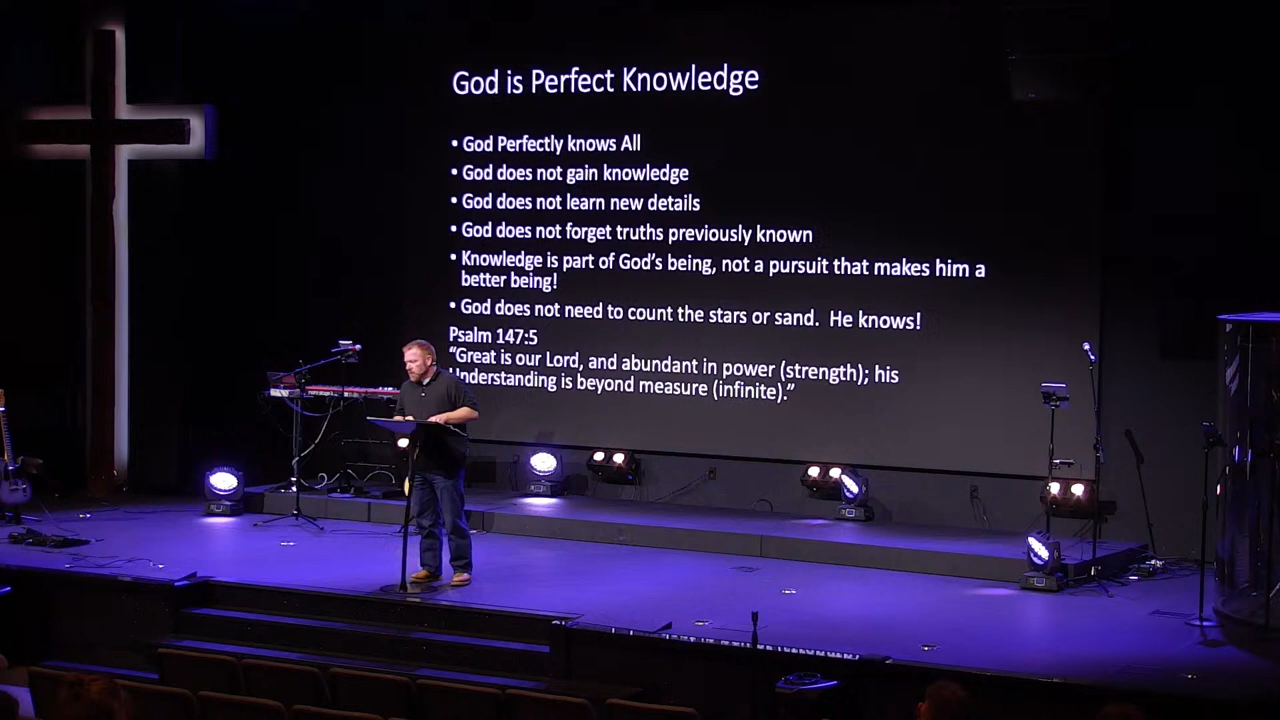 God is Perfect Knowledge
• God Perfectly knows All
• God does not gain knowledge
• God does not learn new details
• God does not forget truths previously known
• Knowledge is part of God's being, not a pursuit that makes him a
better being!
• God does not need to count the stars or sand. He knows!
Psalm 147:5
“Great is our Lord, and abundant in power (strength); his
Understanding is beyond measure (infinite).”